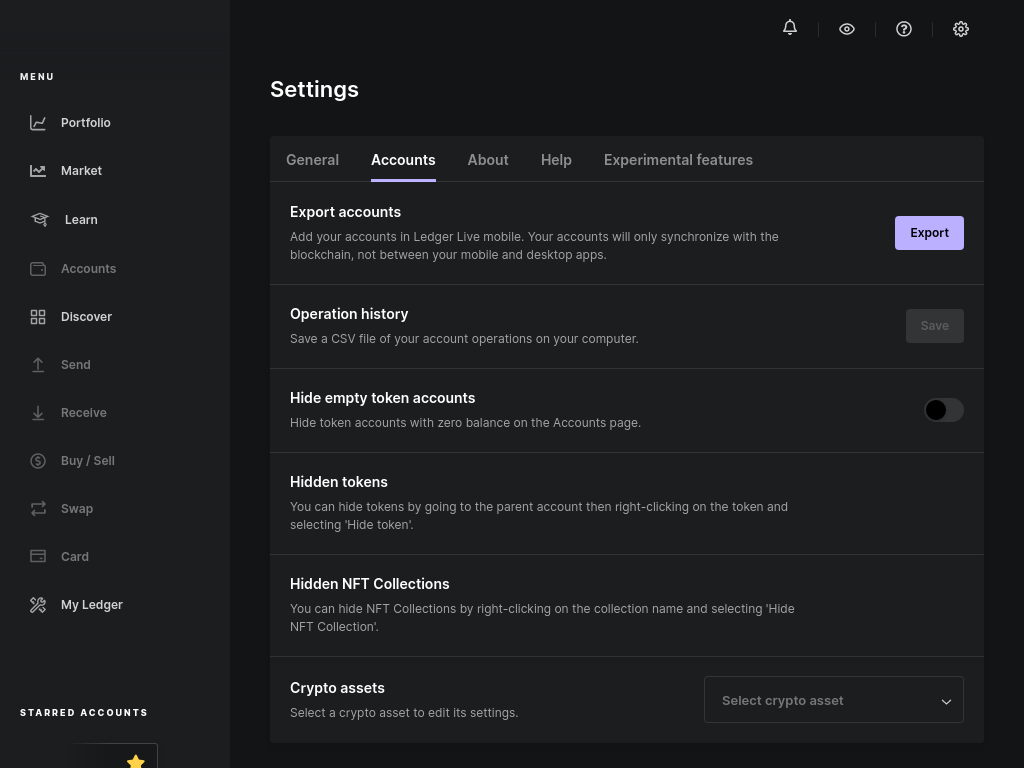 MENU
Portfolio
Market
Learn
Accounts
Discover
Send
Receive
Buy / Sell
Swap
Card
My Ledger
STARRED ACCOUNTS
Settings
General Accounts About Help Experimental features
Export accounts
Add your accounts in Ledger Live mobile. Your accounts will only synchronize with the
blockchain, not between your mobile and desktop apps.
Export
Operation history
Save a CSV file of your account operations on your computer.
Save
Hide empty token accounts
Hide token accounts with zero balance on the Accounts page.
Hidden tokens
You can hide tokens by going to the parent account then right-clicking on the token and
selecting 'Hide token'.
Hidden NFT Collections
You can hide NFT Collections by right-clicking on the collection name and selecting 'Hide
NFT Collection'.
Crypto assets
Select a crypto asset to edit its settings.
Select crypto asset